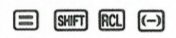 = SHIFT RCL (−)